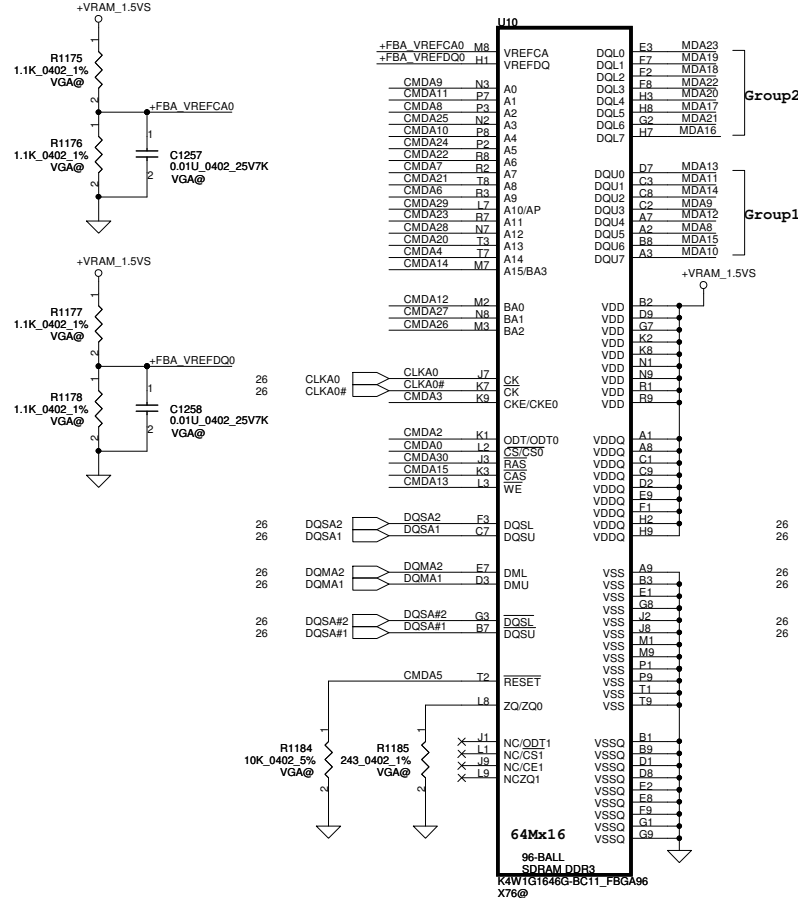 +VRAM_1.5VS
R1175
1.1K_0402_1%
VGA@
1
2
+FBA_VREFCA0
R1176
1.1K_0402_1%
VGA@
1
2
1
2
C1257
0.01U_0402_25V7K
VGA@
+VRAM_1.5VS
R1177
1.1K_0402_1%
VGA@
1
2
+FBA_VREFDQ0
R1178
1.1K_0402_1%
VGA@
1
2
1
2
C1258
0.01U_0402_25V7K
VGA@
U10
+FBA_VREFCA0 M8 VREFCA
+FBA_VREFDQ0 H1 VREFDQ
CMDA9 N3 A0
CMDA11 P7 A1
CMDA8 P3 A2
CMDA25 N2 A3
CMDA10 P8 A4
CMDA24 P2 A5
CMDA22 R8 A6
CMDA7 R2 A7
CMDA21 T8 A8
CMDA6 R3 A9
CMDA29 L7 A10/AP
CMDA23 R7 A11
CMDA28 N7 A12
CMDA20 T3 A13
CMDA4 T7 A14
CMDA14 M7 A15/BA3
CMDA12 M2 BA0
CMDA27 N8 BA1
CMDA26 M3 BA2
26 CLKA0 CLKA0 J7 CK
26 CLKA0# CLKA0# K7 CK
CMDA3 K9 CKE/CKE0
CMDA2 K1 ODT/ODT0
CMDA0 L2 CS/CS0
CMDA30 J3 RAS
CMDA15 K3 CAS
CMDA13 L3 WE
26 DQSA2 DQSA2 F3 DQSL
26 DQSA1 DQSA1 C7 DQSU
26 DQMA2 DQMA2 E7 DML
26 DQMA1 DQMA1 D3 DMU
26 DQSA#2 DQSA#2 G3 DQSL
26 DQSA#1 DQSA#1 B7 DQSU
CMDA5 T2 RESET
L8 ZQ/ZQ0
R1184
10K_0402_5%
VGA@
1
2
R1185
243_0402_1%
VGA@
1
2
J1 NC/ODT1
L1 NC/CS1
J9 NC/CE1
L9 NCZQ1
DQL0 E3 MDA23
DQL1 F7 MDA19
DQL2 F2 MDA18
DQL3 F8 MDA22
DQL4 H3 MDA20
DQL5 H8 MDA17
DQL6 G2 MDA21
DQL7 H7 MDA16
Group2
DQU0 D7 MDA13
DQU1 C3 MDA11
DQU2 C8 MDA14
DQU3 C2 MDA9
DQU4 A7 MDA12
DQU5 A2 MDA8
DQU6 B8 MDA15
DQU7 A3 MDA10
Group1
+VRAM_1.5VS
VDD B2
VDD D9
VDD G7
VDD K2
VDD K8
VDD N1
VDD N9
VDD R1
VDD R9
VDDQ A1
VDDQ A8
VDDQ C1
VDDQ C9
VDDQ D2
VDDQ E9
VDDQ F1
VDDQ H2
VDDQ H9
26
26
VSS A9
VSS B3
VSS E1
VSS G8
VSS J2
VSS J8
VSS M1
VSS M9
VSS P1
VSS P9
VSS T1
VSS T9
26
26
26
26
VSSQ B1
VSSQ B9
VSSQ D1
VSSQ D8
VSSQ E2
VSSQ E8
VSSQ F9
VSSQ G1
VSSQ G9
64Mx16
96-BALL
SDRAM DDR3
K4W1G1646G-BC11_FBGA96
X76@